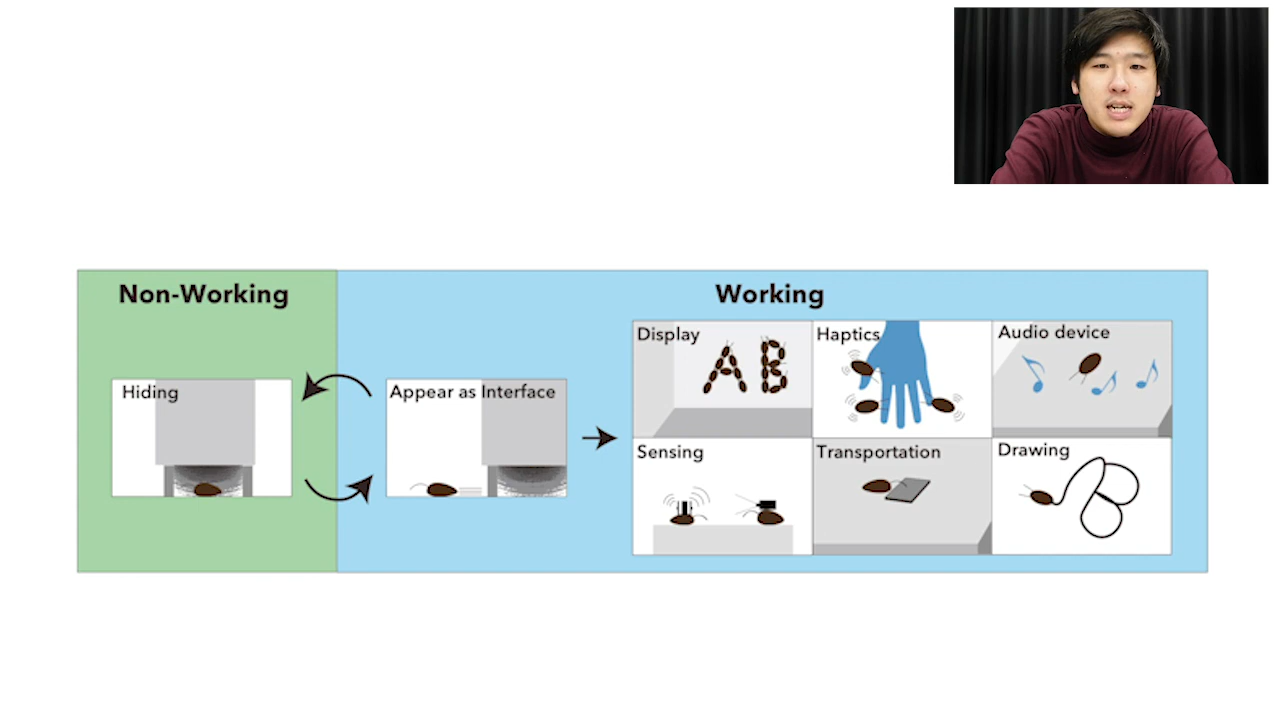 Non-Working
Working
Hiding
Appear as Interface
Display
Haptics
Audio device
Sensing
Transportation
Drawing
AB